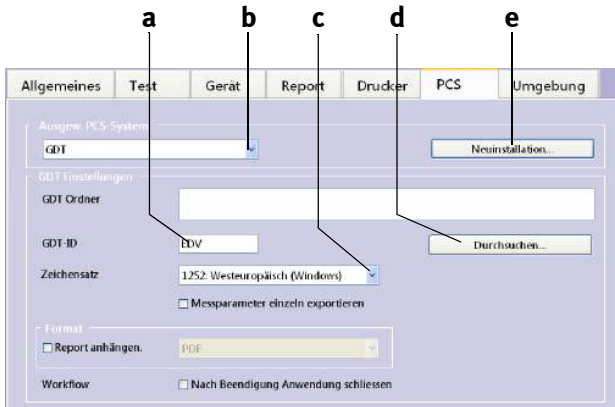 a b c d e
Allgemeines Test Gerät Report Drucker PCS Umgebung
Ausgew. PCS-System
GDT Neuinstallation...
GDT Einstellungen
GDT Ordner
GDT-ID EDV Durchsuchen...
Zeichensatz 1252: Westeuropäisch (Windows)
Messparameter einzeln exportieren
Format
Report anhängen. PDF
Workflow Nach Beendigung Anwendung schliessen